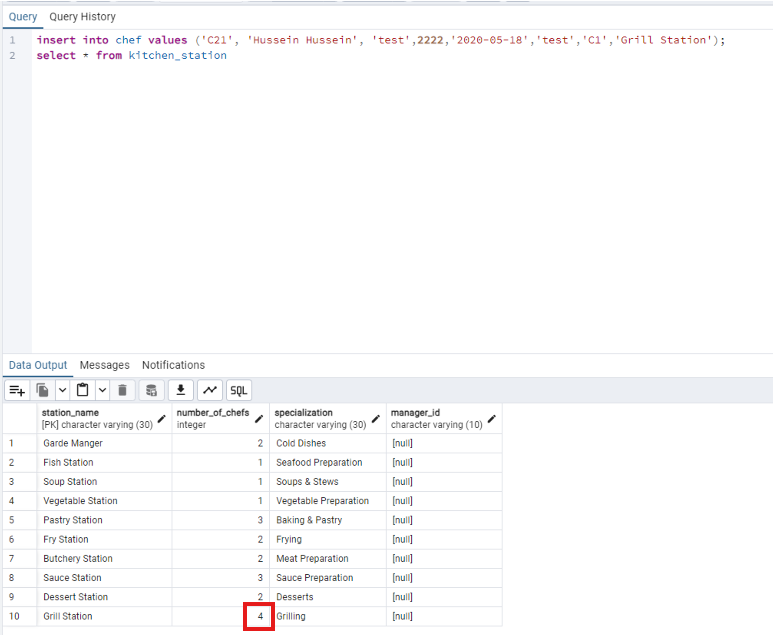 Query Query History
1 insert into chef values ('C21', 'Hussein Hussein', 'test',2222,'2020-05-18','test','C1','Grill Station');
2 select * from kitchen_station
Data Output Messages Notifications
SQL
station_name number_of_chefs specialization manager_id
[PK] character varying (30) integer character varying (30) character varying (10)
1 Garde Manger 2 Cold Dishes [null]
2 Fish Station 1 Seafood Preparation [null]
3 Soup Station 1 Soups & Stews [null]
4 Vegetable Station 1 Vegetable Preparation [null]
5 Pastry Station 3 Baking & Pastry [null]
6 Fry Station 2 Frying [null]
7 Butchery Station 2 Meat Preparation [null]
8 Sauce Station 3 Sauce Preparation [null]
9 Dessert Station 2 Desserts [null]
10 Grill Station 4 Grilling [null]